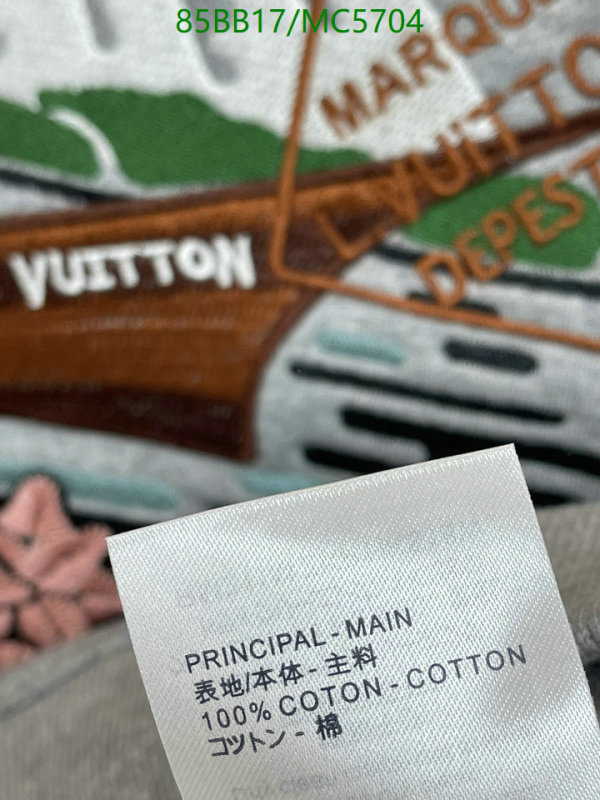 85BB17/MC5704
MARQU
L.VUITTO
DEPEST
VUITTON
PRINCIPAL - MAIN
表地/本体 - 主料
100% COTON - COTTON
コットン - 棉